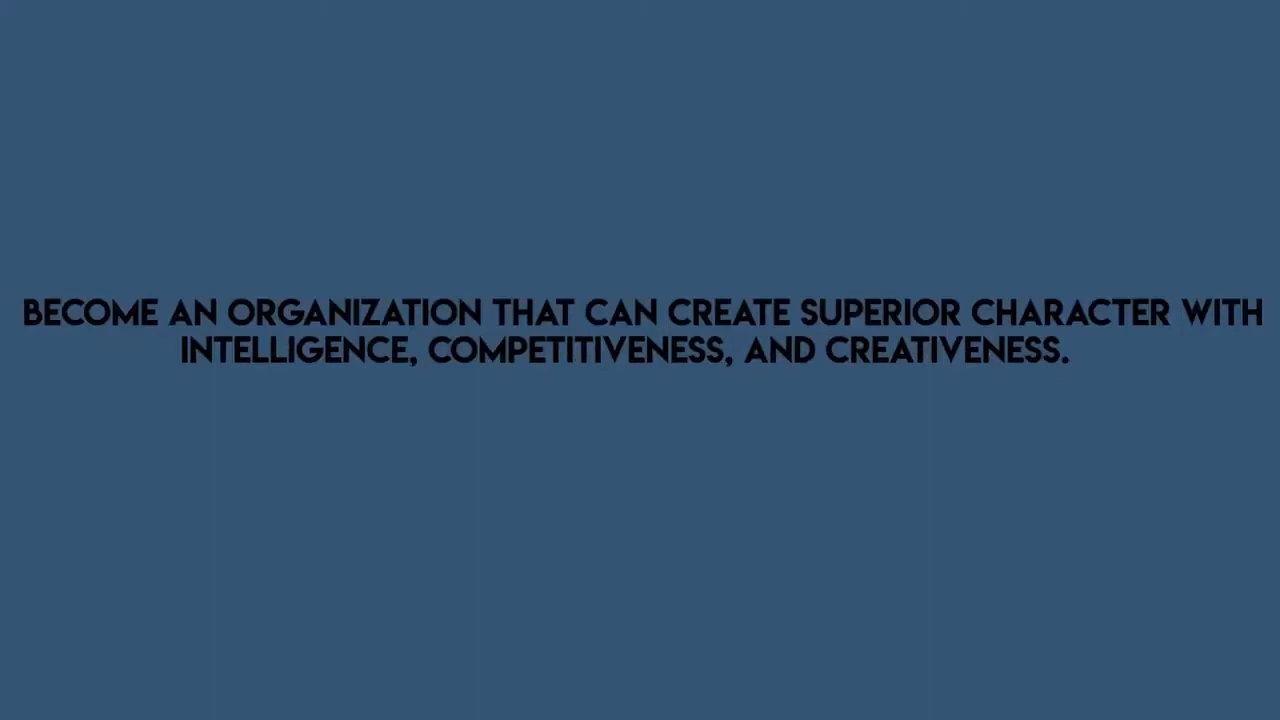 BECOME AN ORGANIZATION THAT CAN CREATE SUPERIOR CHARACTER WITH
INTELLIGENCE, COMPETITIVENESS, AND CREATIVENESS.